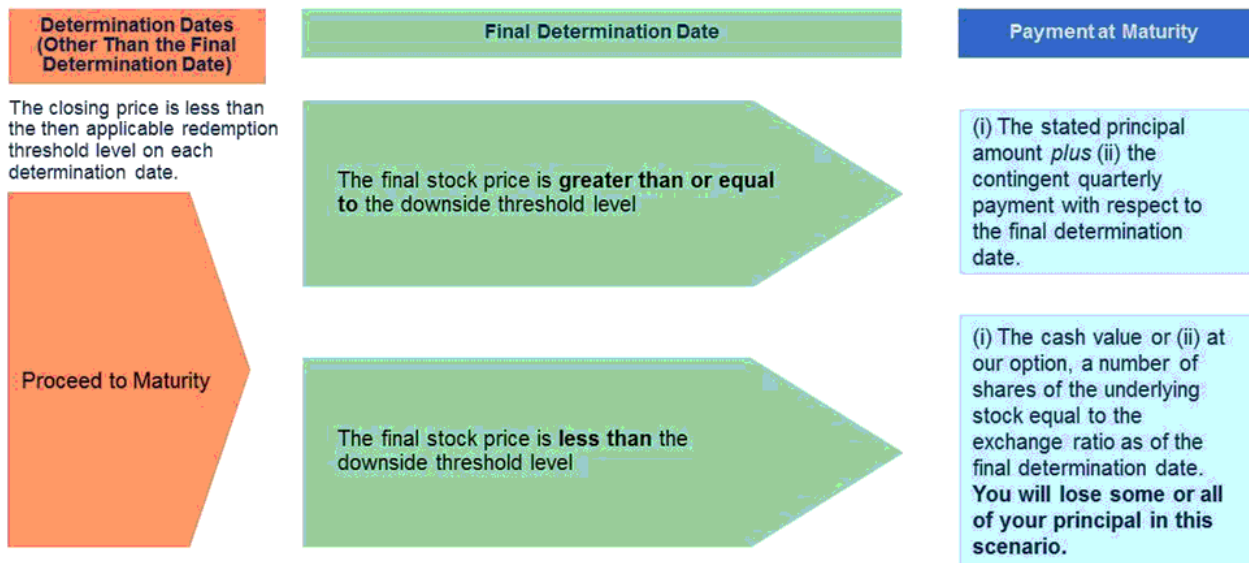 Determination Dates
(Other Than the Final
Determination Date)
Final Determination Date
Payment at Maturity
The closing price is less than
the then applicable redemption
threshold level on each
determination date.
Proceed to Maturity
The final stock price is greater than or equal
to the downside threshold level
(i) The stated principal
amount plus (ii) the
contingent quarterly
payment with respect to
the final determination
date.
The final stock price is less than the
downside threshold level
(i) The cash value or (ii) at
our option, a number of
shares of the underlying
stock equal to the
exchange ratio as of the
final determination date.
You will lose some or all
of your principal in this
scenario.